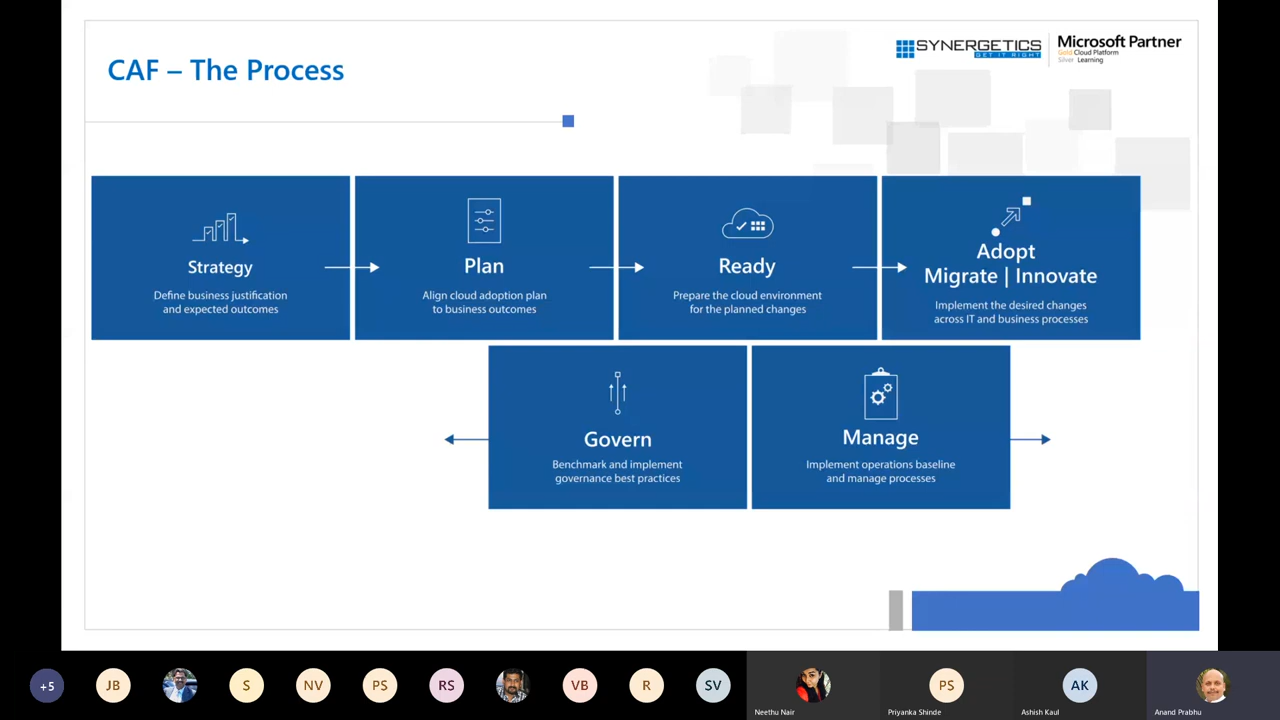 CAF – The Process
SYNERGETICS
GET IT RIGHT
Microsoft Partner
Gold Cloud Platform
Silver Learning
Strategy
Define business justification
and expected outcomes
Plan
Align cloud adoption plan
to business outcomes
Ready
Prepare the cloud environment
for the planned changes
Adopt
Migrate | Innovate
Implement the desired changes
across IT and business processes
Govern
Benchmark and implement
governance best practices
Manage
Implement operations baseline
and manage processes
+5
JB
S
NV
PS
RS
VB
R
SV
Neethu Nair
PS
Priyanka Shinde
AK
Ashish Kaul
Anand Prabhu